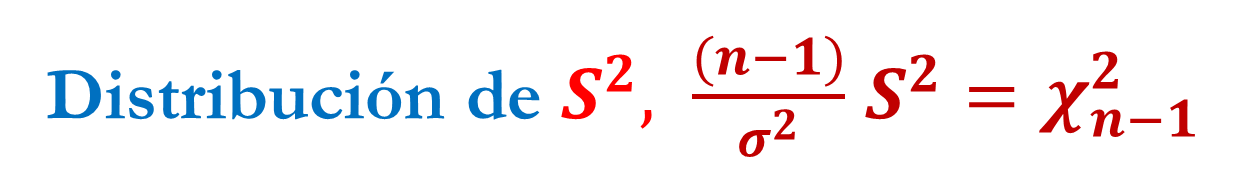 Distribución de S², (n−1)/σ² S² = χ²ₙ₋₁